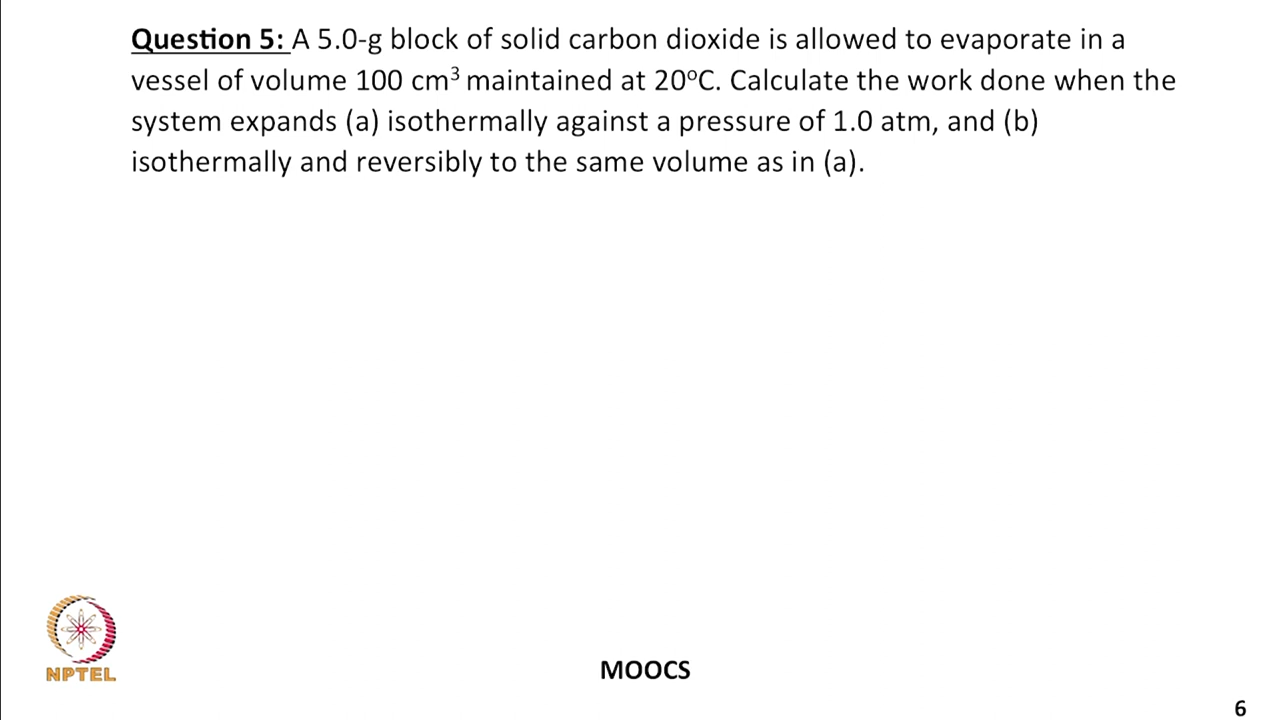 Question 5: A 5.0-g block of solid carbon dioxide is allowed to evaporate in a
vessel of volume 100 cm³ maintained at 20ºC. Calculate the work done when the
system expands (a) isothermally against a pressure of 1.0 atm, and (b)
isothermally and reversibly to the same volume as in (a).
NPTEL
MOOCS
6